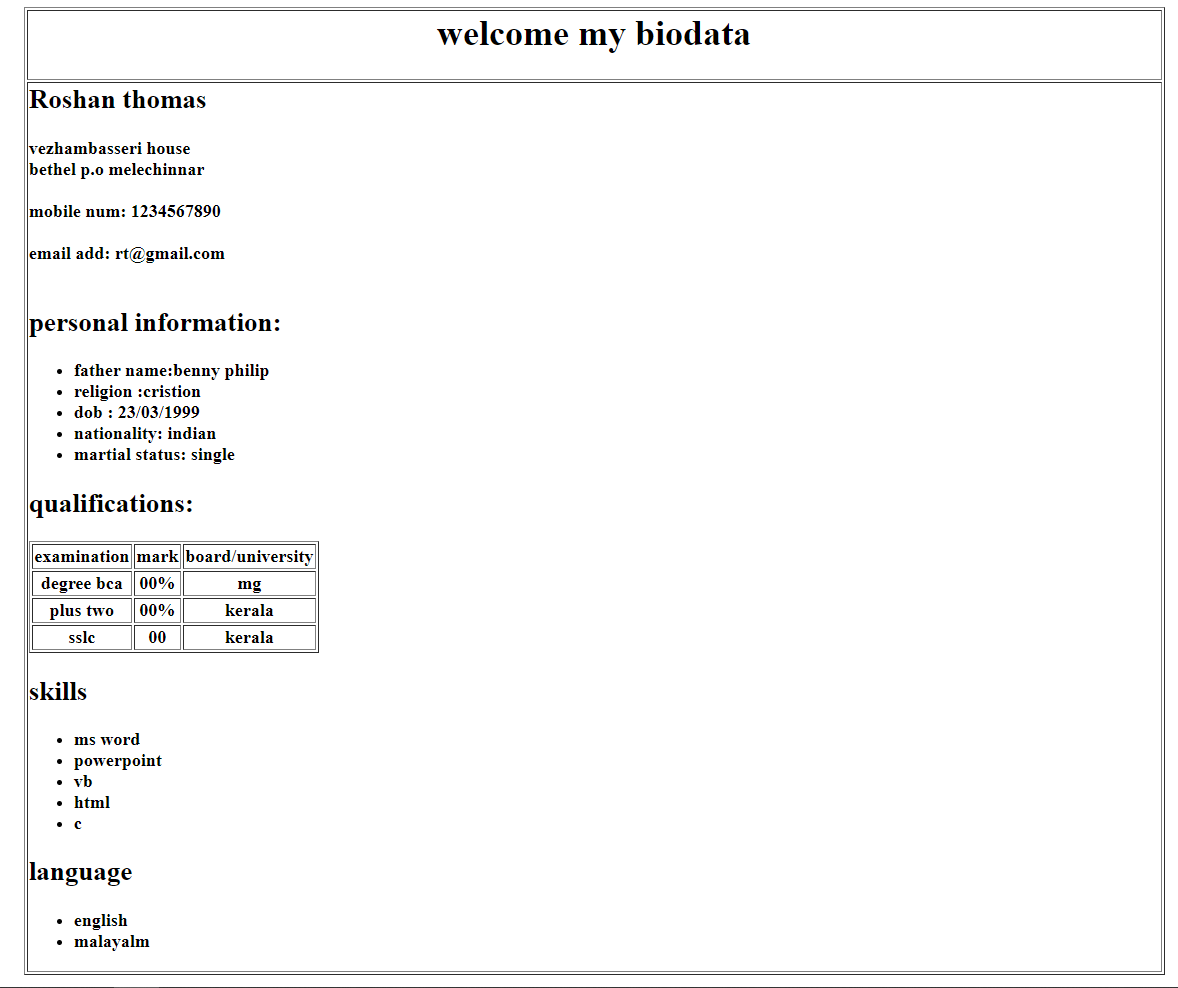 welcome my biodata
Roshan thomas
vezhambasseri house
bethel p.o melechinnar
mobile num: 1234567890
email add: rt@gmail.com
personal information:
father name:benny philip
religion :cristion
dob : 23/03/1999
nationality: indian
martial status: single
qualifications:
examination mark board/university
degree bca 00% mg
plus two 00% kerala
sslc 00 kerala
skills
ms word
powerpoint
vb
html
c
language
english
malayalm